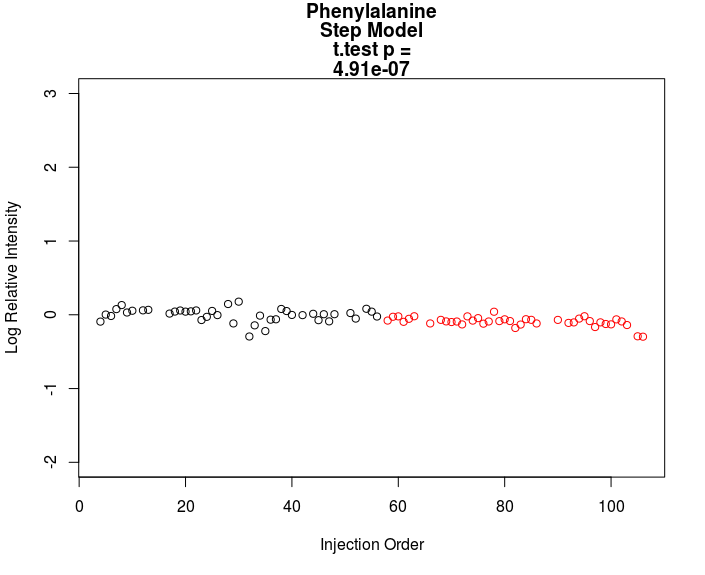 Phenylalanine
Step Model
t.test p =
4.91e-07
Log Relative Intensity
3
2
1
0
-1
-2
0 20 40 60 80 100
Injection Order